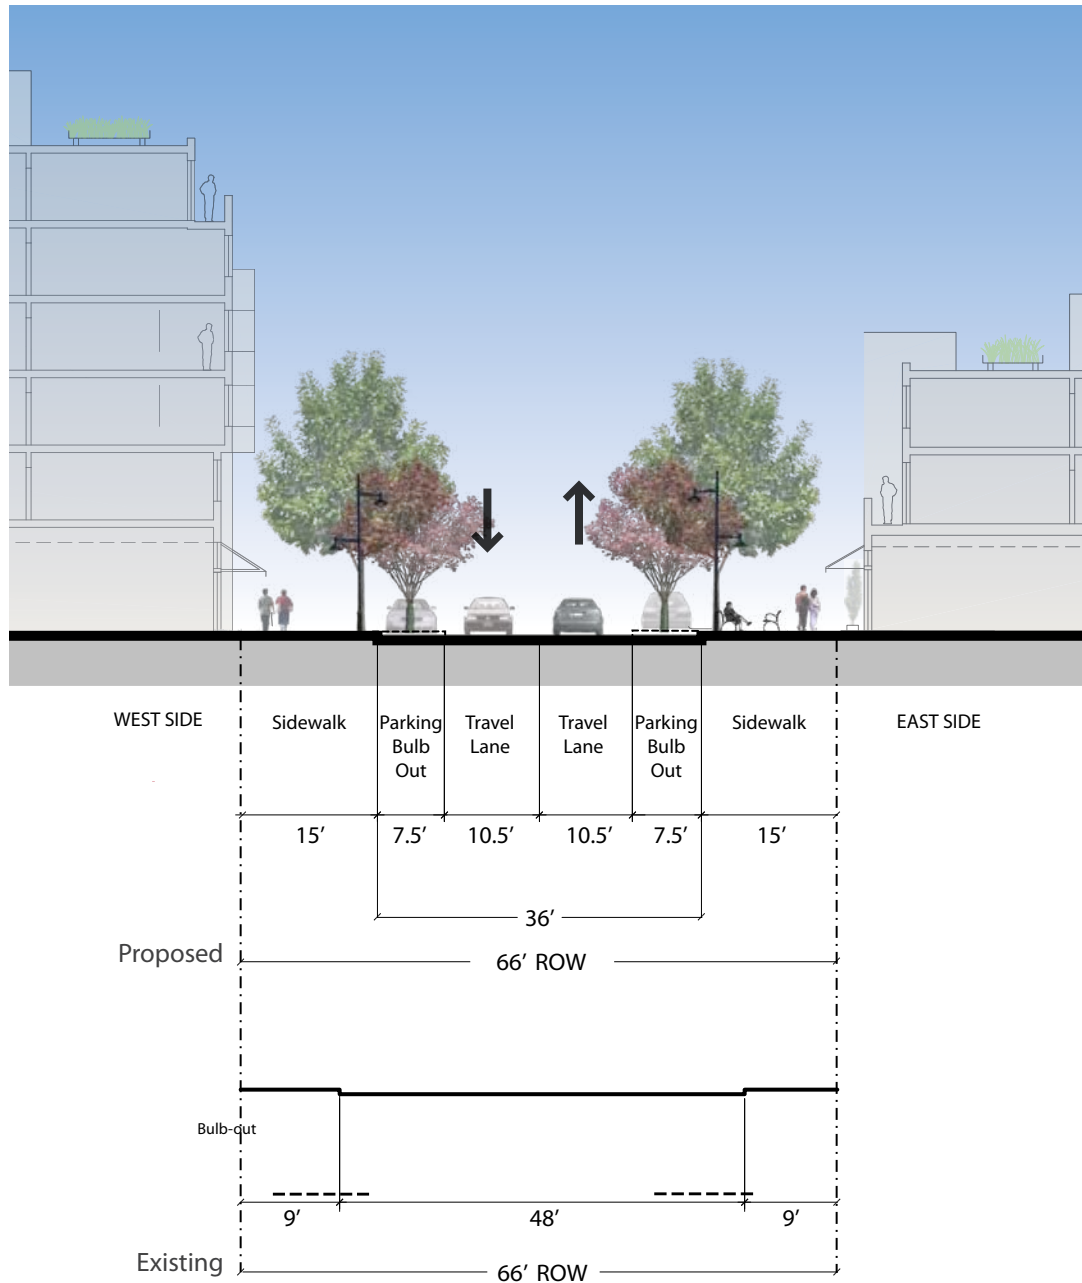 WEST SIDE
Sidewalk
Parking
Bulb
Out
Travel
Lane
Travel
Lane
Parking
Bulb
Out
Sidewalk
EAST SIDE
15′ 7.5′ 10.5′ 10.5′ 7.5′ 15′
36′
Proposed
66′ ROW
Bulb-out
9′ 48′ 9′
Existing
66′ ROW